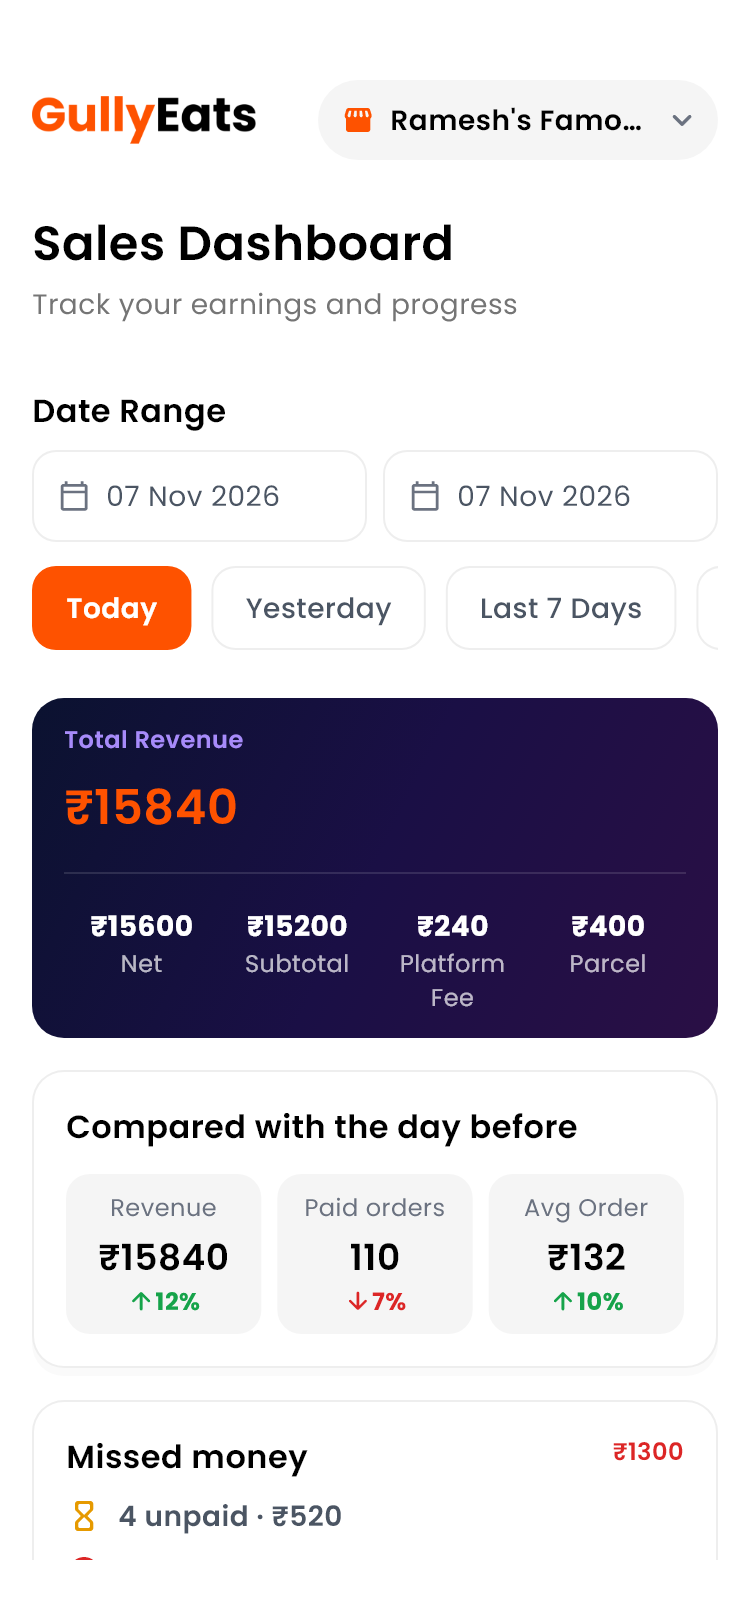 GullyEats
Ramesh's Famo...
Sales Dashboard
Track your earnings and progress
Date Range
07 Nov 2026
07 Nov 2026
Today
Yesterday
Last 7 Days
Total Revenue
₹15840
₹15600
Net
₹15200
Subtotal
₹240
Platform
Fee
₹400
Parcel
Compared with the day before
Revenue
₹15840
↑12%
Paid orders
110
↓7%
Avg Order
₹132
↑10%
Missed money
₹1300
4 unpaid · ₹520